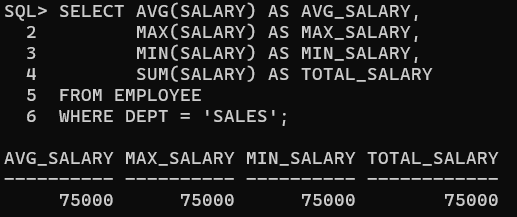 SQL> SELECT AVG(SALARY) AS AVG_SALARY,
  2         MAX(SALARY) AS MAX_SALARY,
  3         MIN(SALARY) AS MIN_SALARY,
  4         SUM(SALARY) AS TOTAL_SALARY
  5  FROM EMPLOYEE
  6  WHERE DEPT = 'SALES';

AVG_SALARY MAX_SALARY MIN_SALARY TOTAL_SALARY
---------- ---------- ---------- ------------
     75000      75000      75000        75000